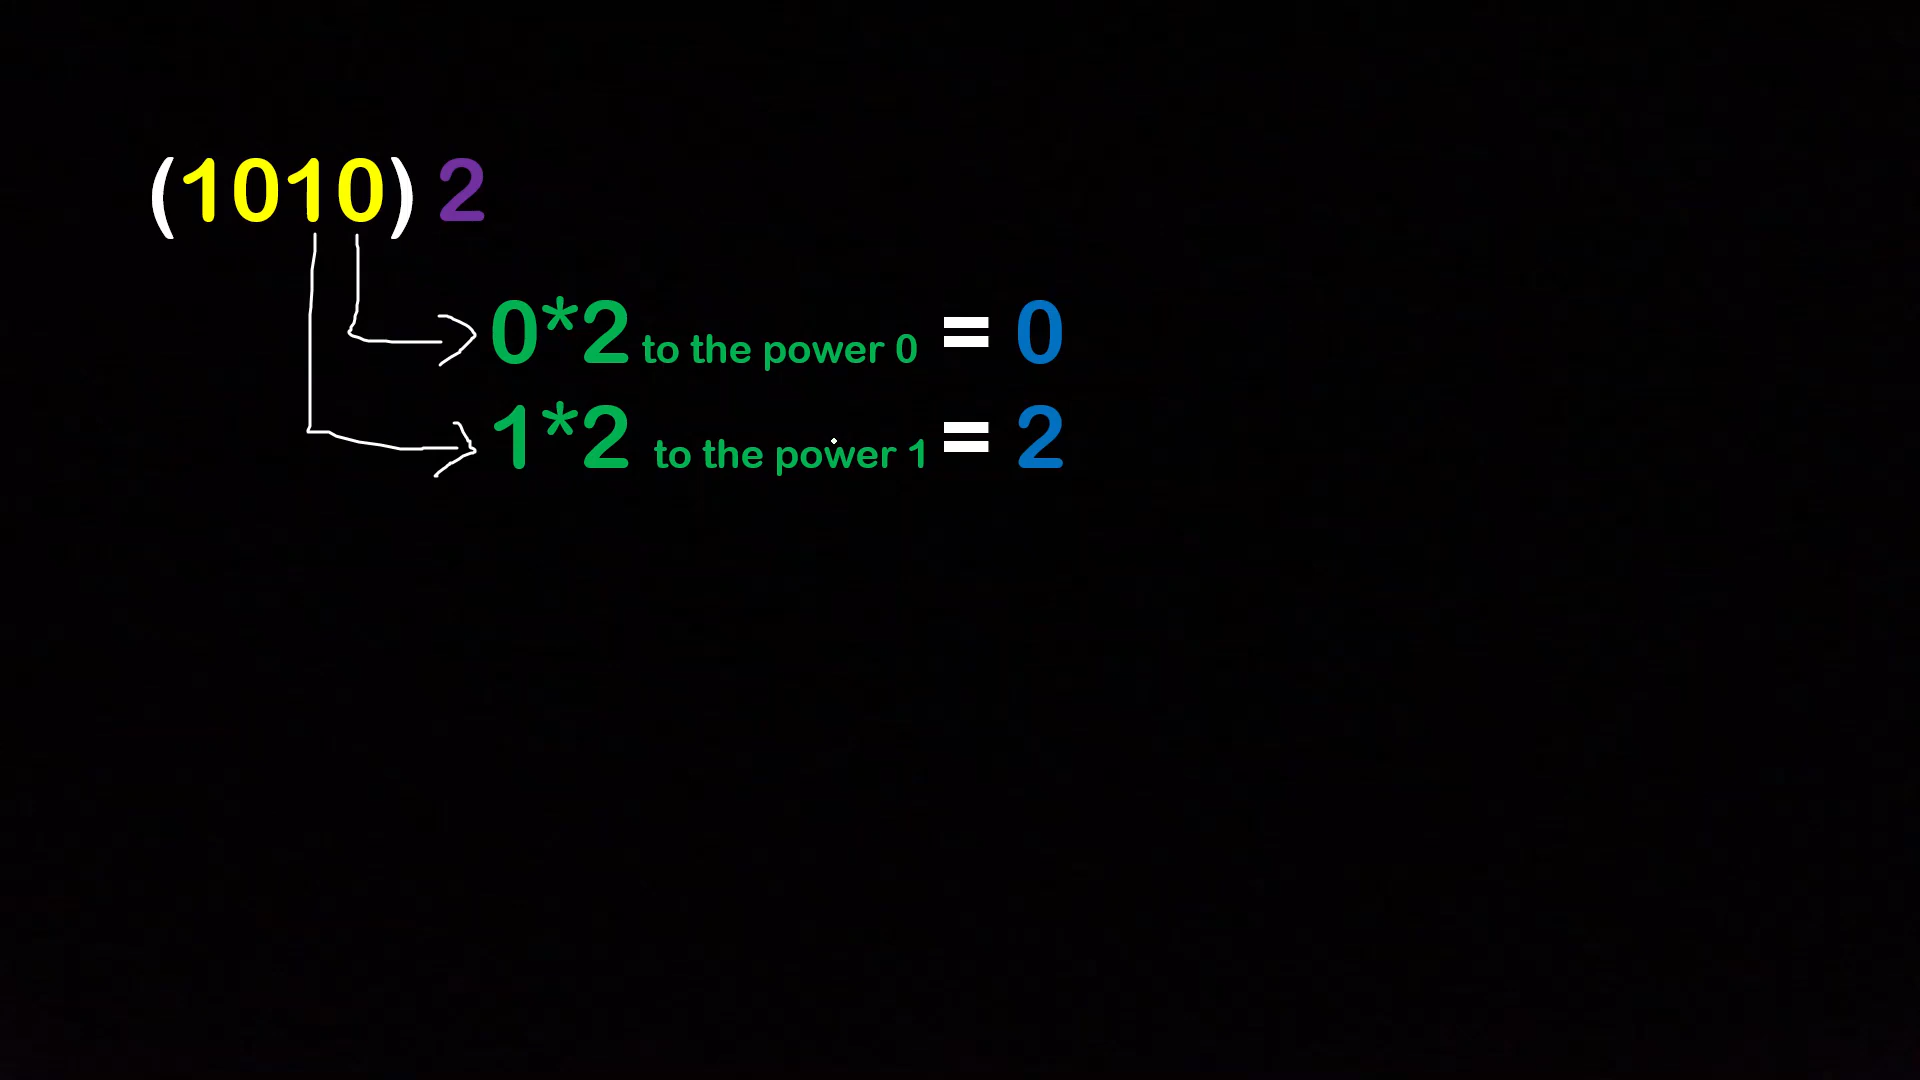 (1010) 2
0*2 to the power 0 = 0
1*2 to the power 1 = 2